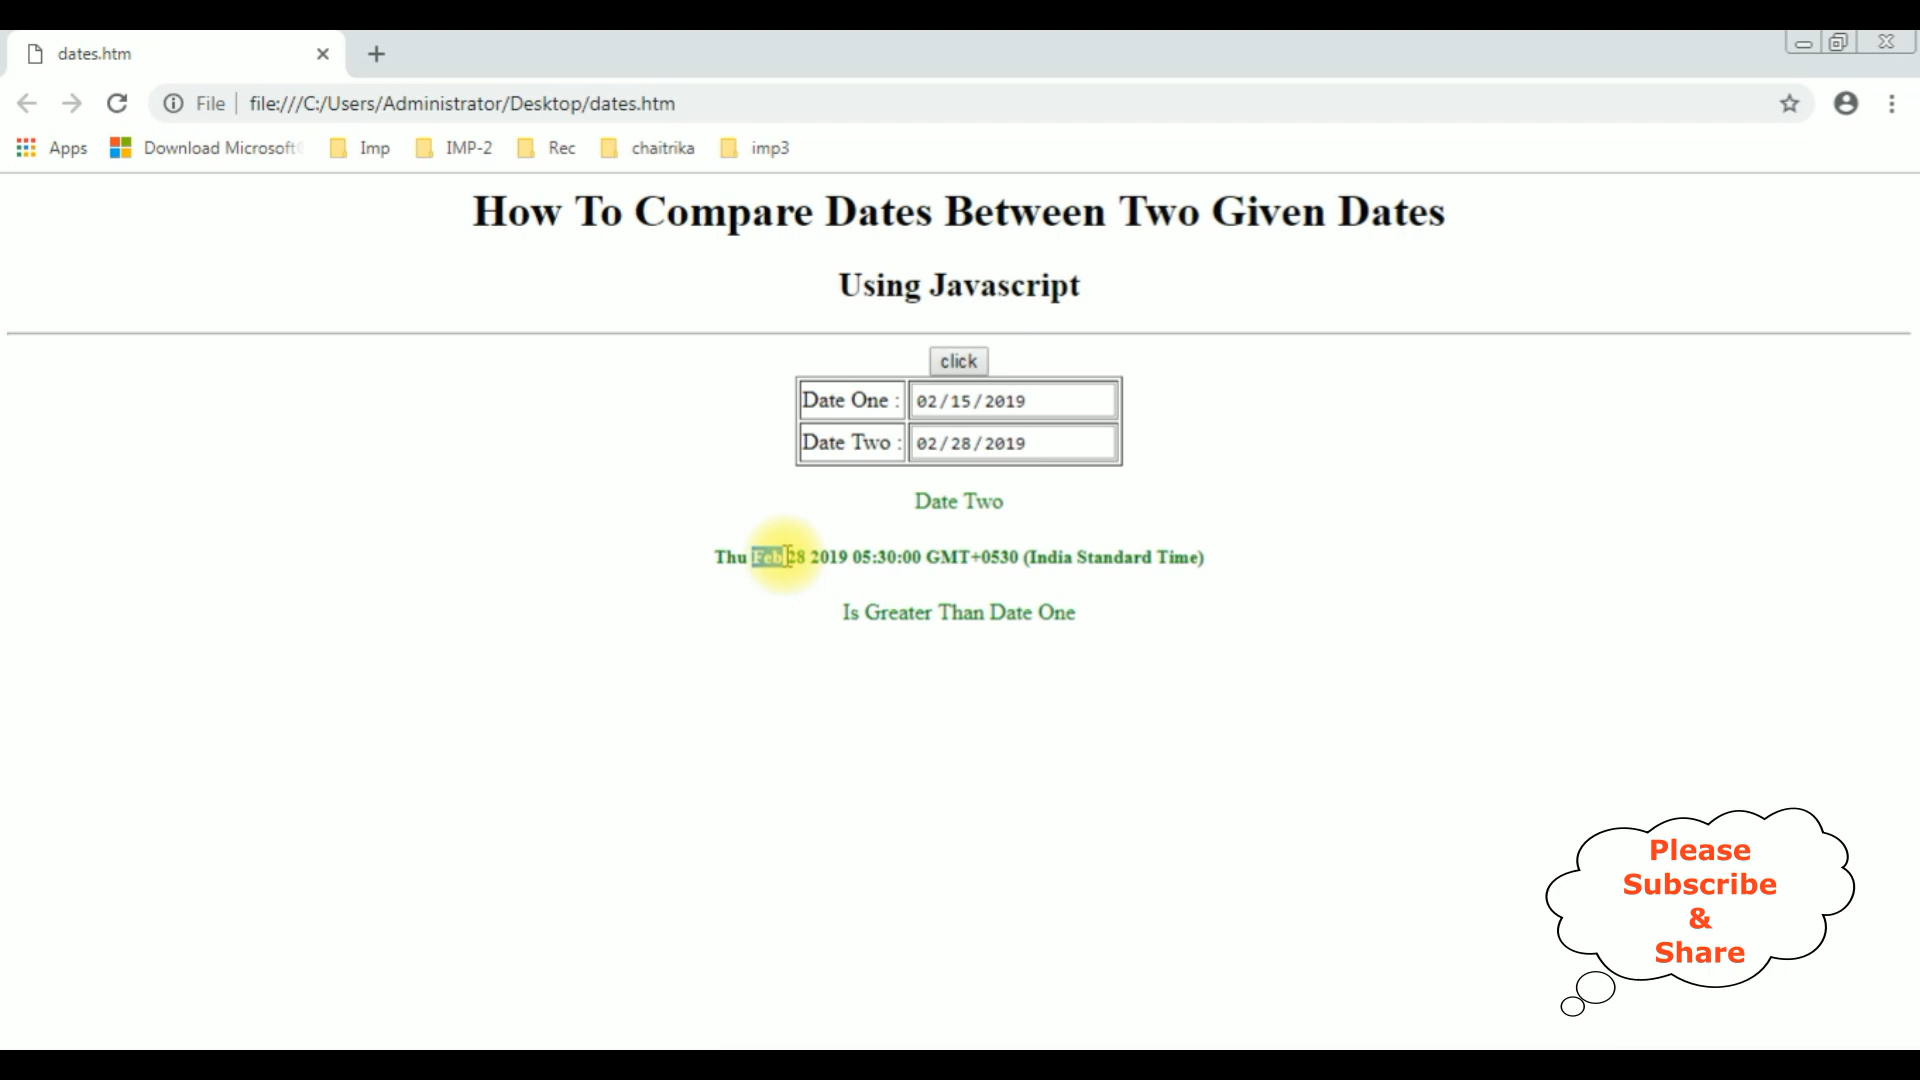 dates.htm
File | file:///C:/Users/Administrator/Desktop/dates.htm
Apps Download Microsoft Imp IMP-2 Rec chaitrika imp3
How To Compare Dates Between Two Given Dates
Using Javascript
click
Date One : 02/15/2019
Date Two : 02/28/2019
Date Two
Thu Feb 28 2019 05:30:00 GMT+0530 (India Standard Time)
Is Greater Than Date One
Please
Subscribe
&
Share